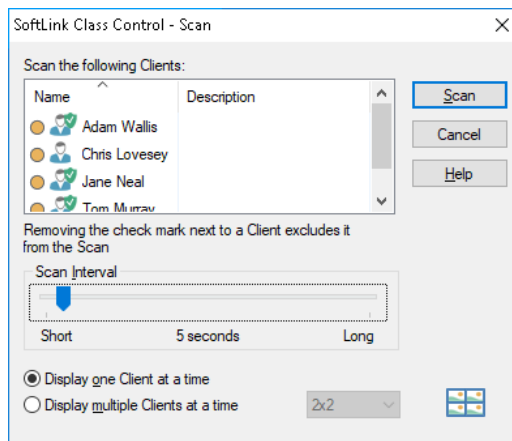 SoftLink Class Control - Scan
Scan the following Clients:
Name Description
Adam Wallis
Chris Lovesey
Jane Neal
Tom Murray
Scan
Cancel
Help
Removing the check mark next to a Client excludes it
from the Scan
Scan Interval
Short 5 seconds Long
Display one Client at a time
Display multiple Clients at a time 2x2